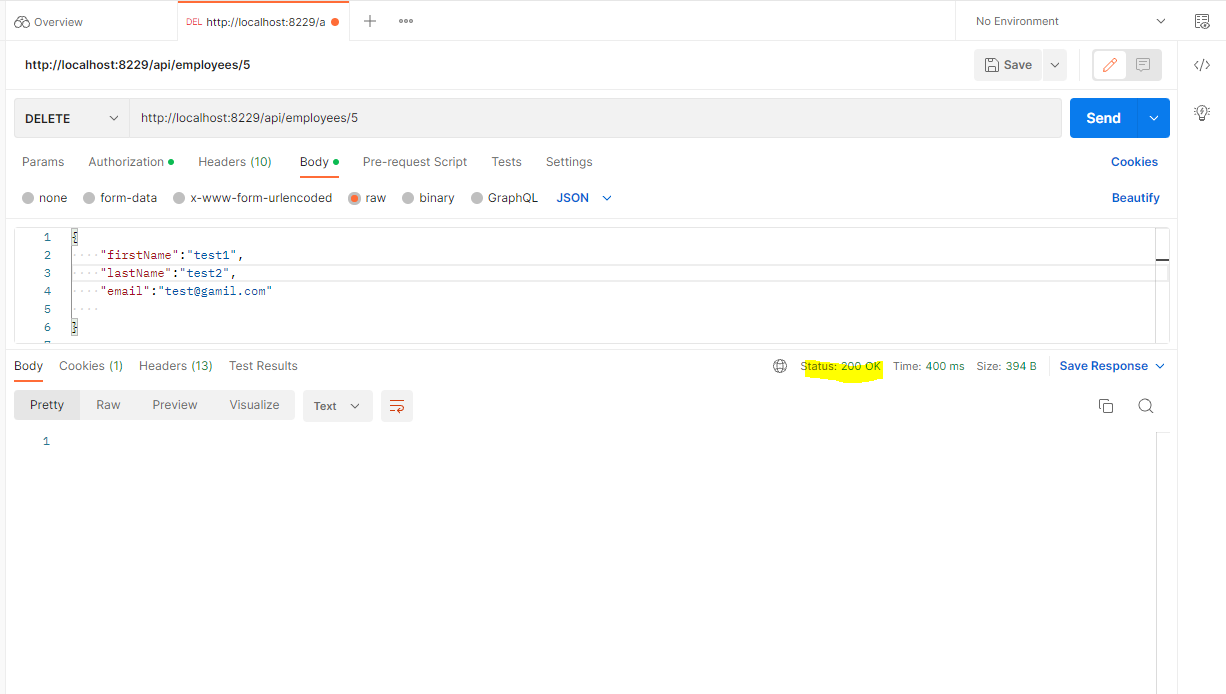 Overview DEL http://localhost:8229/a No Environment
http://localhost:8229/api/employees/5 Save
DELETE http://localhost:8229/api/employees/5 Send
Params Authorization Headers (10) Body Pre-request Script Tests Settings Cookies
none form-data x-www-form-urlencoded raw binary GraphQL JSON Beautify
1 {
2 "firstName":"test1",
3 "lastName":"test2",
4 "email":"test@gamil.com"
5
6 }
Body Cookies (1) Headers (13) Test Results Status: 200 OK Time: 400 ms Size: 394 B Save Response
Pretty Raw Preview Visualize Text
1